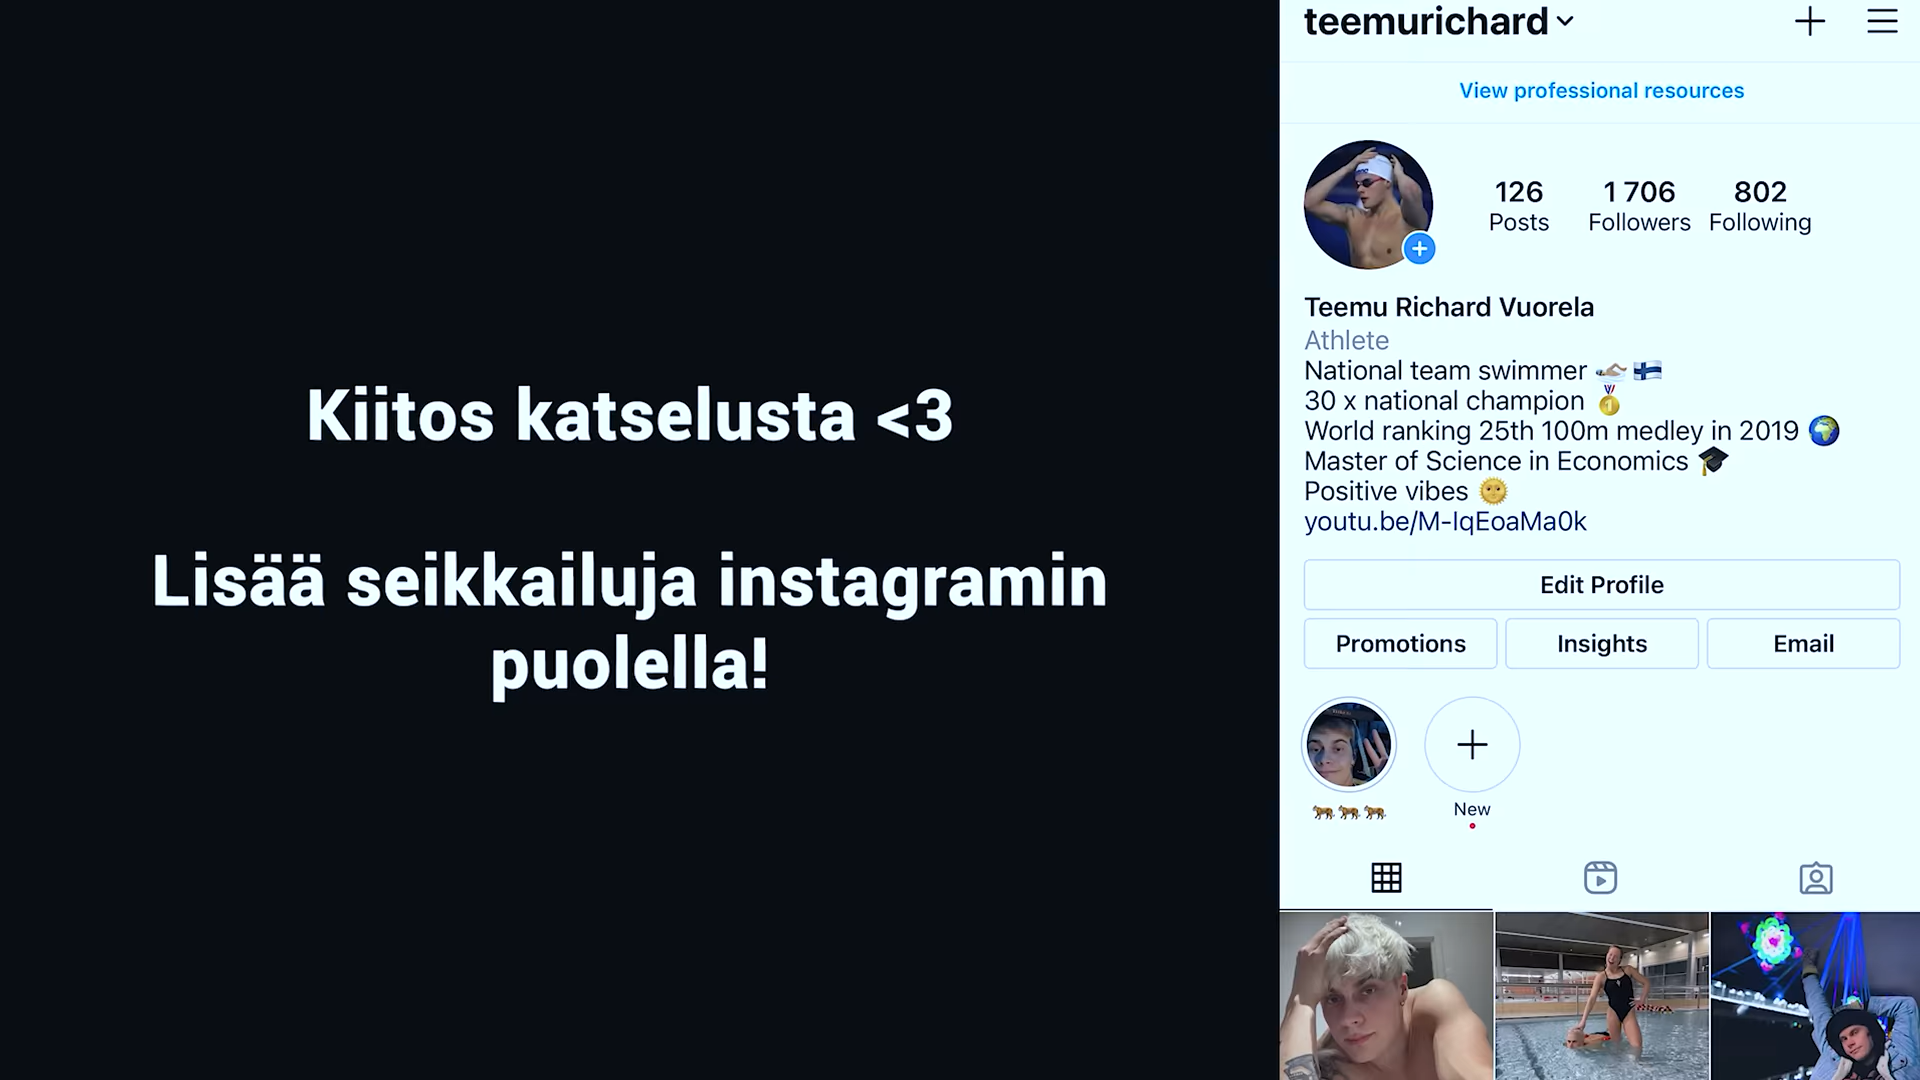 Kiitos katselusta <3
Lisää seikkailuja instagramin
puolella!
teemurichard
View professional resources
126
Posts
1 706
Followers
802
Following
Teemu Richard Vuorela
Athlete
National team swimmer 🏊🏼 🇫🇮
30 x national champion 🏅
World ranking 25th 100m medley in 2019 🌍
Master of Science in Economics 🎓
Positive vibes 🌞
youtu.be/M-IqEoaMa0k
Edit Profile
Promotions
Insights
Email
🐅🐅🐅
New